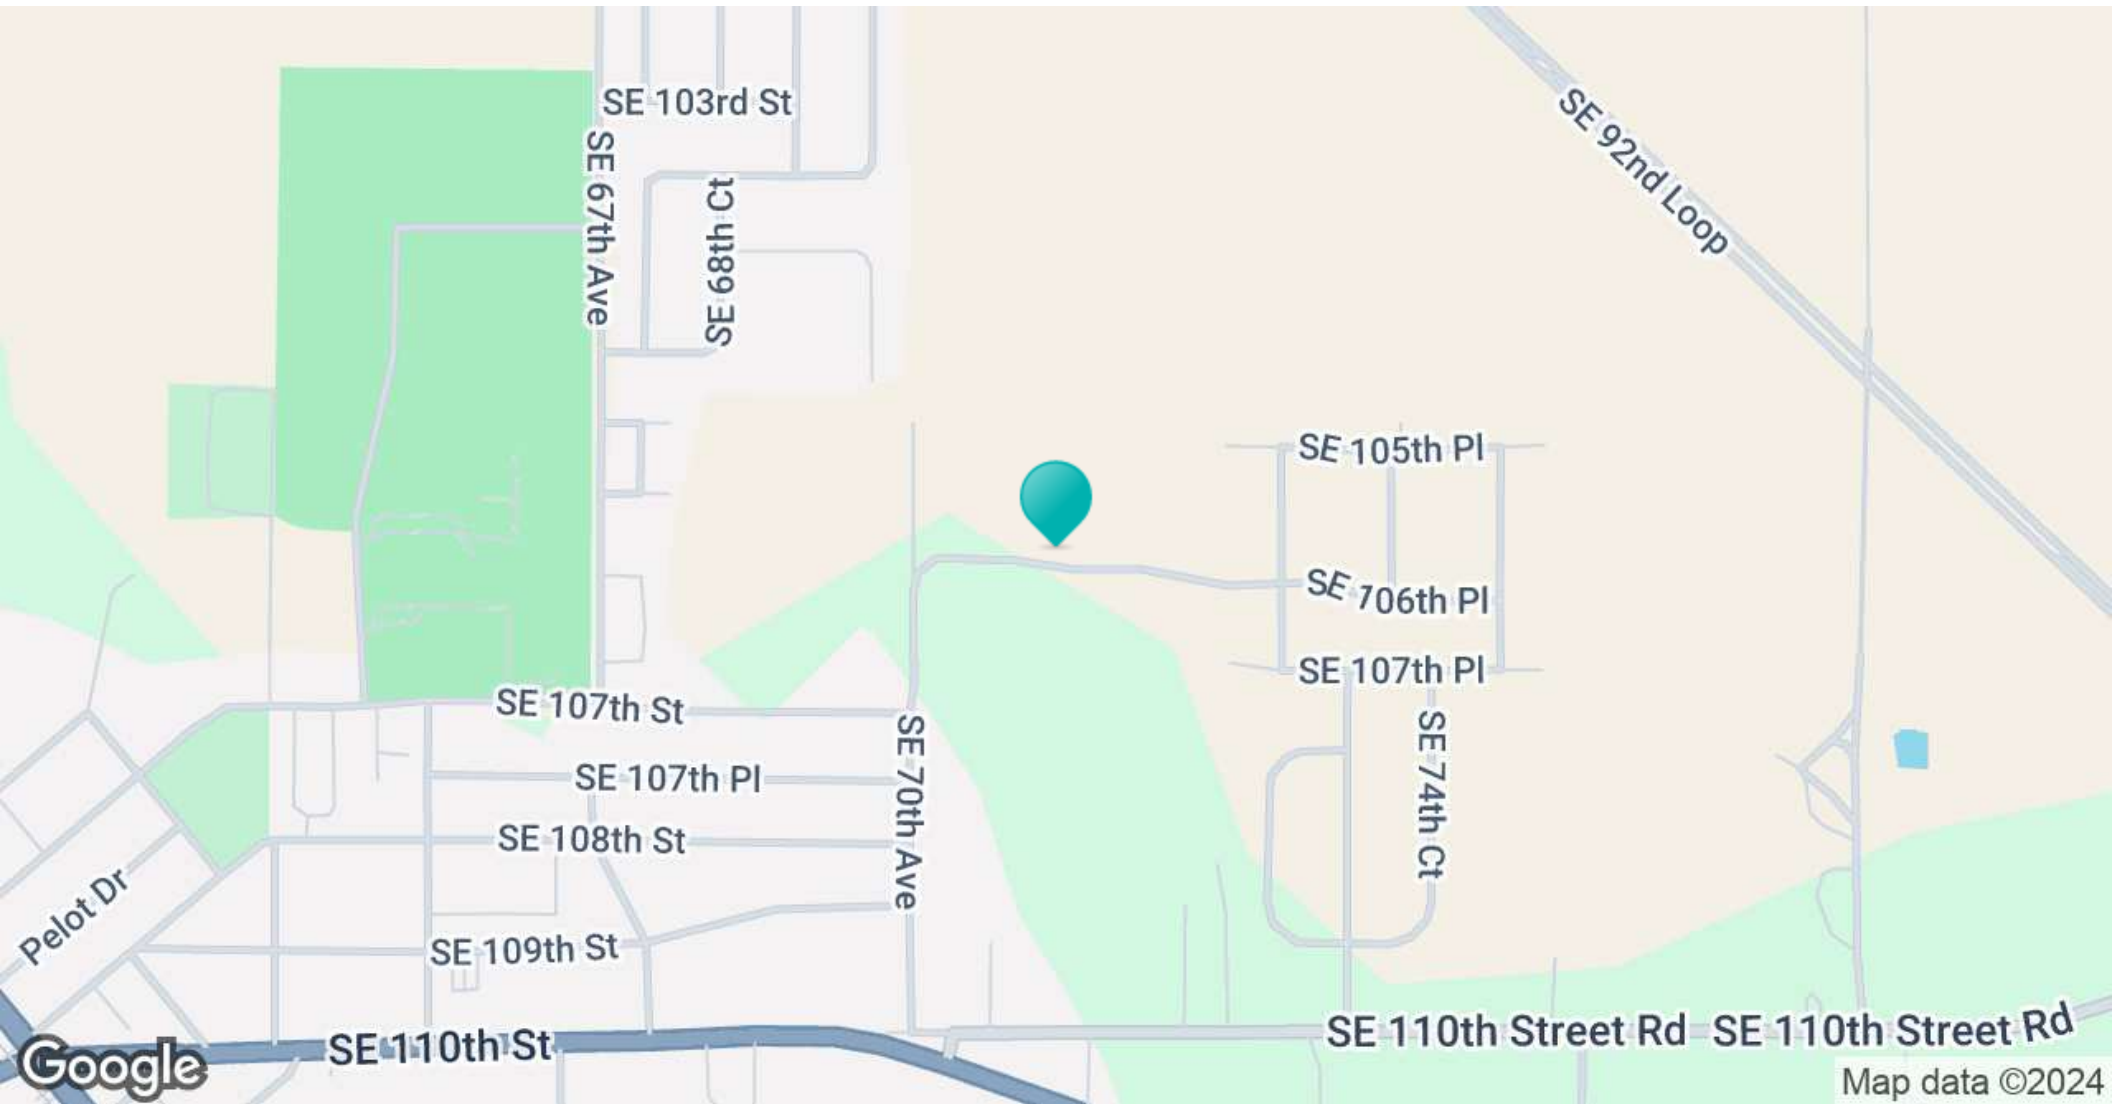 SE 103rd St
SE 92nd Loop
SE 67th Ave
SE 68th Ct
SE 105th Pl
SE 106th Pl
SE 107th Pl
SE 107th St
SE 70th Ave
SE 74th Ct
SE 107th Pl
SE 108th St
Pelot Dr
SE 109th St
SE 110th St
SE 110th Street Rd
SE 110th Street Rd
Google
Map data ©2024